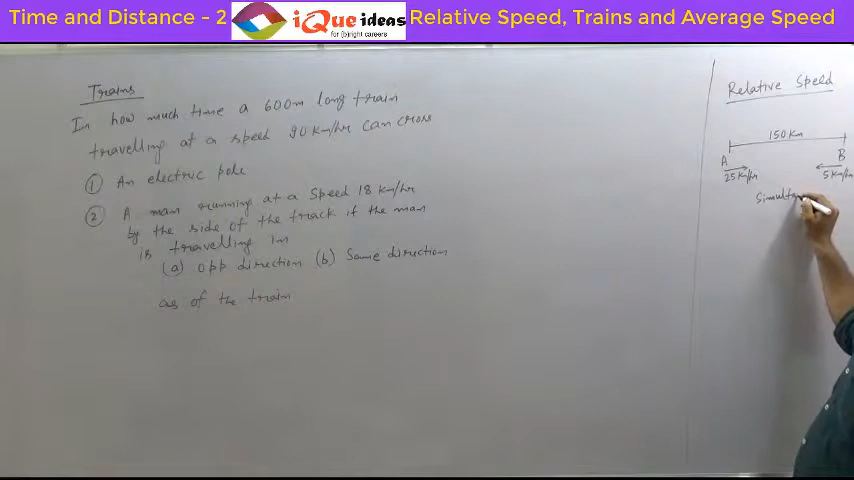 Time and Distance - 2
iQue ideas
for (b)right careers
Relative Speed, Trains and Average Speed
Trains
In how much time a 600m long train
travelling at a speed 90 Km/hr can cross
1 An electric pole
2 A man running at a speed 18 km/hr
by the side of the track if the man
is travelling in
(a) opp direction (b) Same direction
as of the train
Relative Speed
150 Km
A B
25 Km/hr 5 Km/hr
Simultan